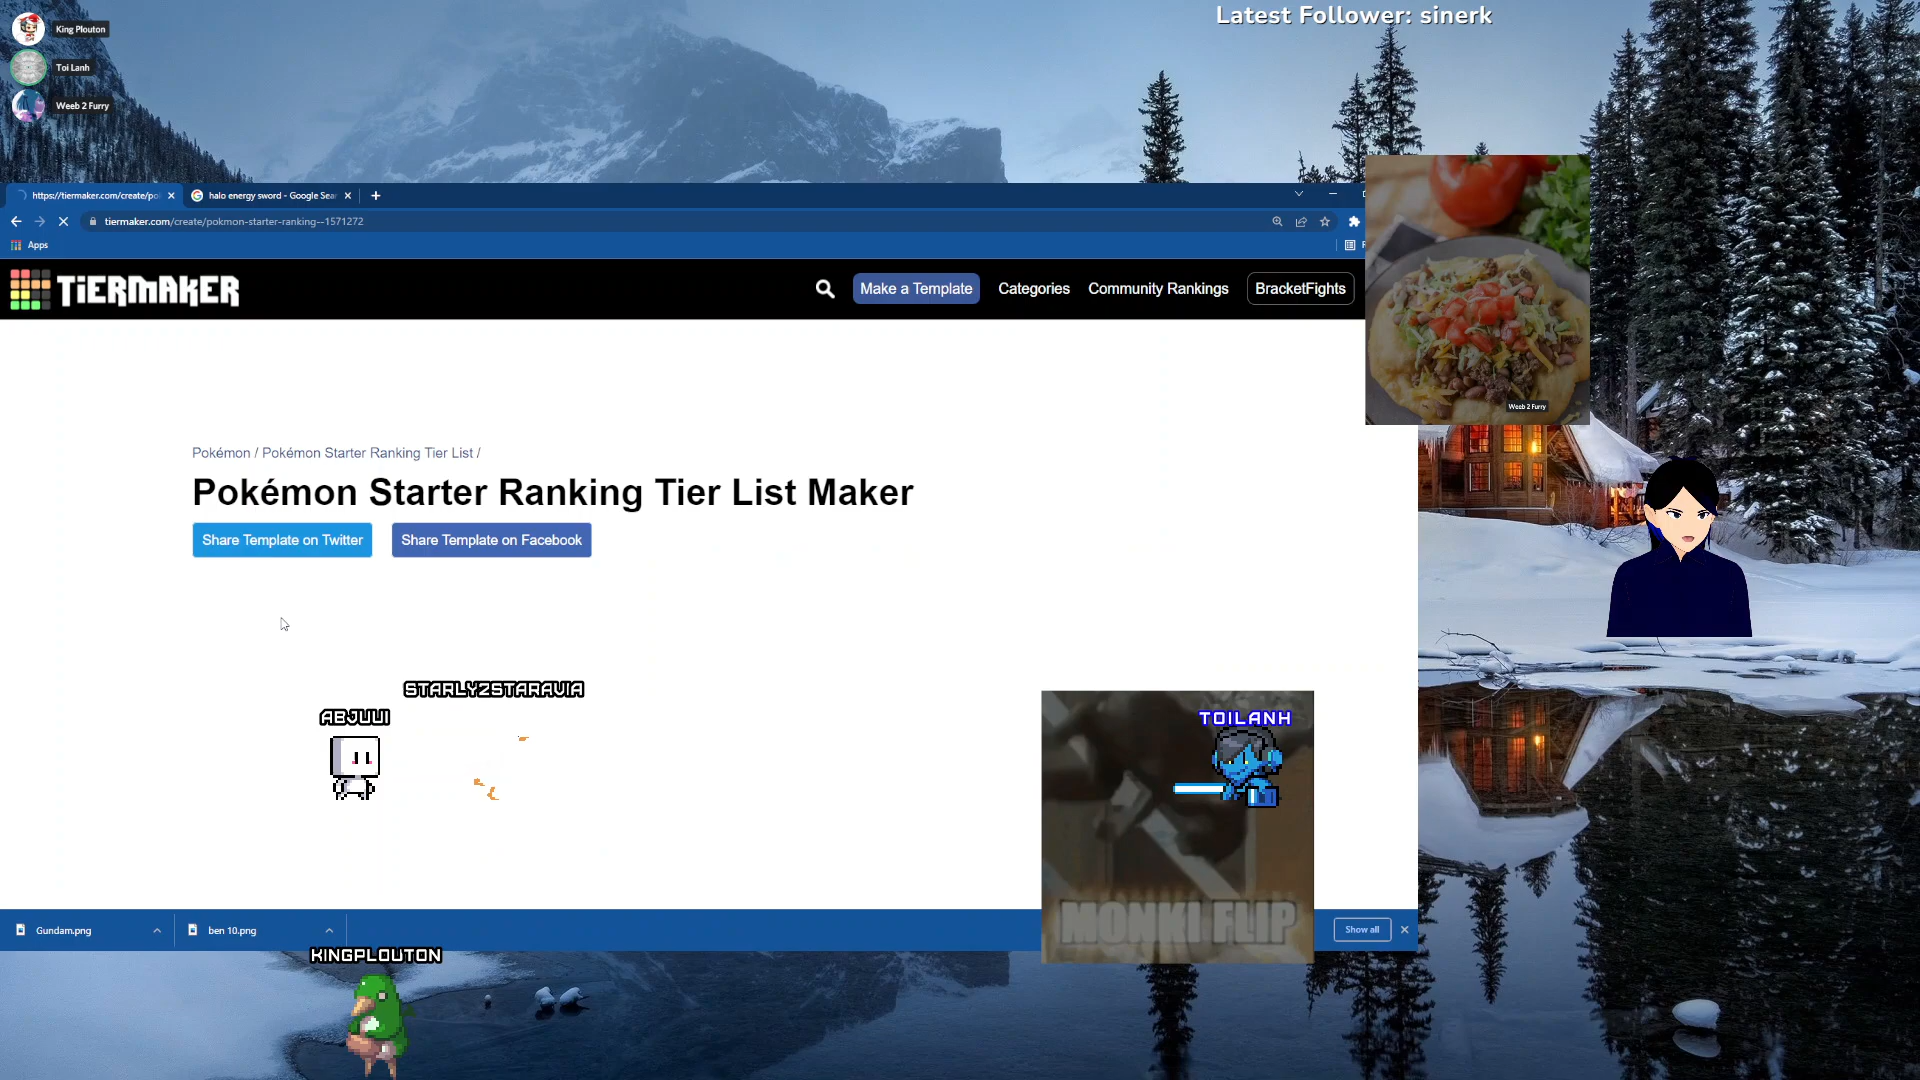 Latest Follower: sinerk
King Plouton
Toi Lanh
Weeb 2 Furry
https://tiermaker.com/create/po
halo energy sword - Google Sea
tiermaker.com/create/pokmon-starter-ranking--1571272
Apps
TiERMAKER
Make a Template
Categories
Community Rankings
BracketFights
Weeb 2 Furry
Pokémon / Pokémon Starter Ranking Tier List /
Pokémon Starter Ranking Tier List Maker
Share Template on Twitter
Share Template on Facebook
STARLYZSTARAVIA
ABJUUI
TOILANH
MONKI FLIP
Gundam.png
ben 10.png
Show all
KINGPLOUTON